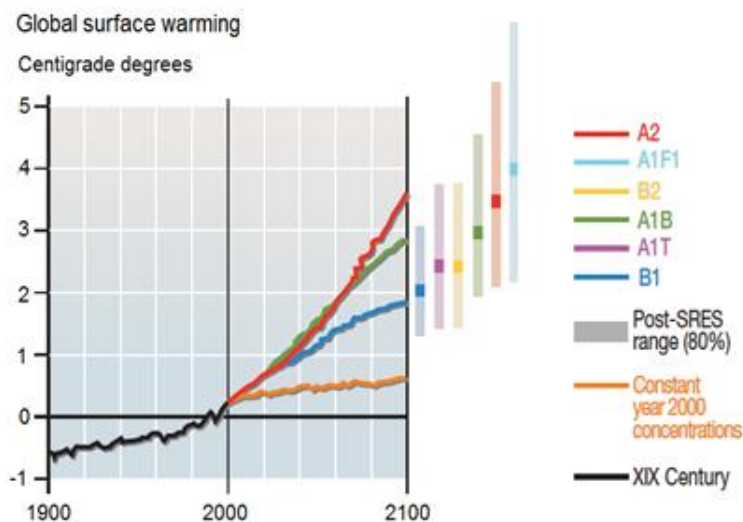 Global surface warming
Centigrade degrees
5
4
3
2
1
0
-1
1900
2000
2100
A2
A1F1
B2
A1B
A1T
B1
Post-SRES
range (80%)
Constant
year 2000
concentrations
XIX Century